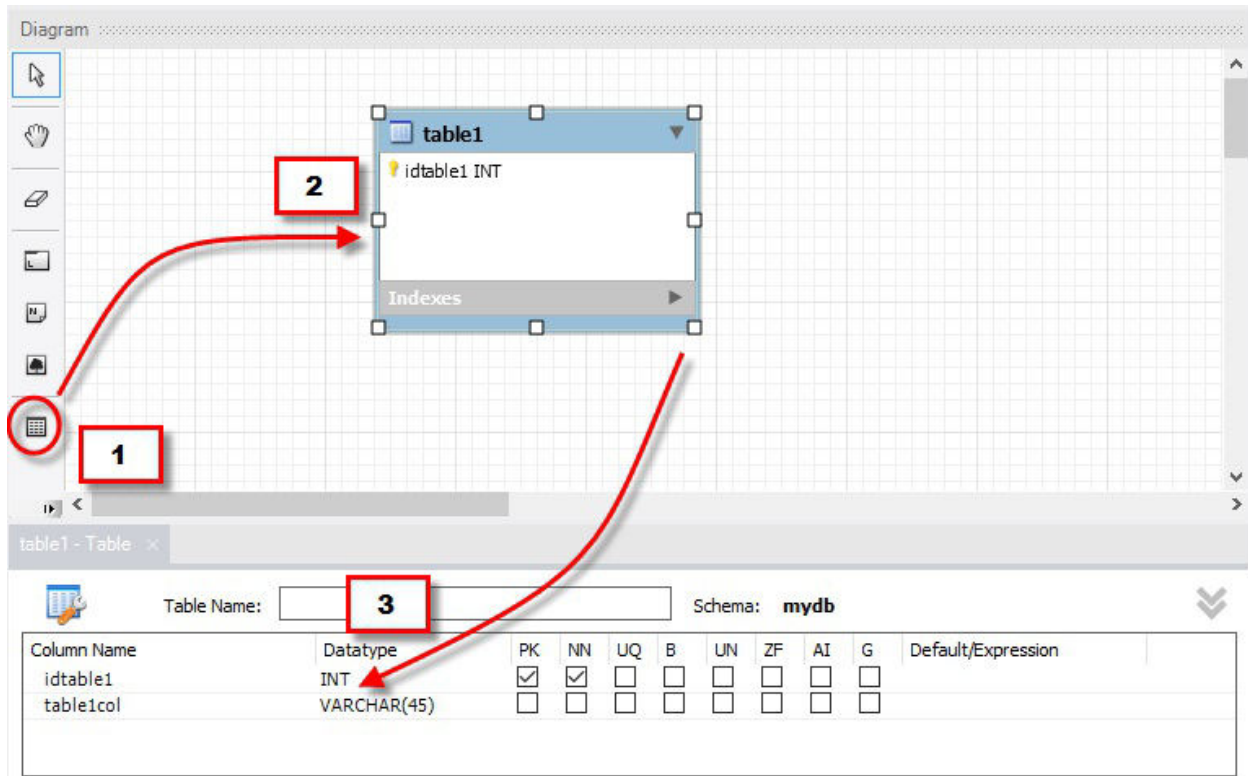 Diagram
table1
idtable1 INT
2
Indexes
L
N
1
table1 - Table ×
Table Name:
3
Schema: mydb
Column Name Datatype PK NN UQ B UN ZF AI G Default/Expression
idtable1 INT
table1col VARCHAR(45)